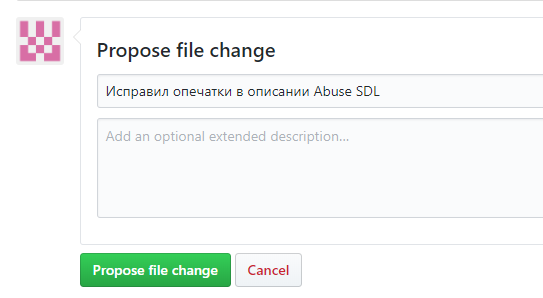 Propose file change
Исправил опечатки в описании Abuse SDL
Add an optional extended description...
Propose file change
Cancel